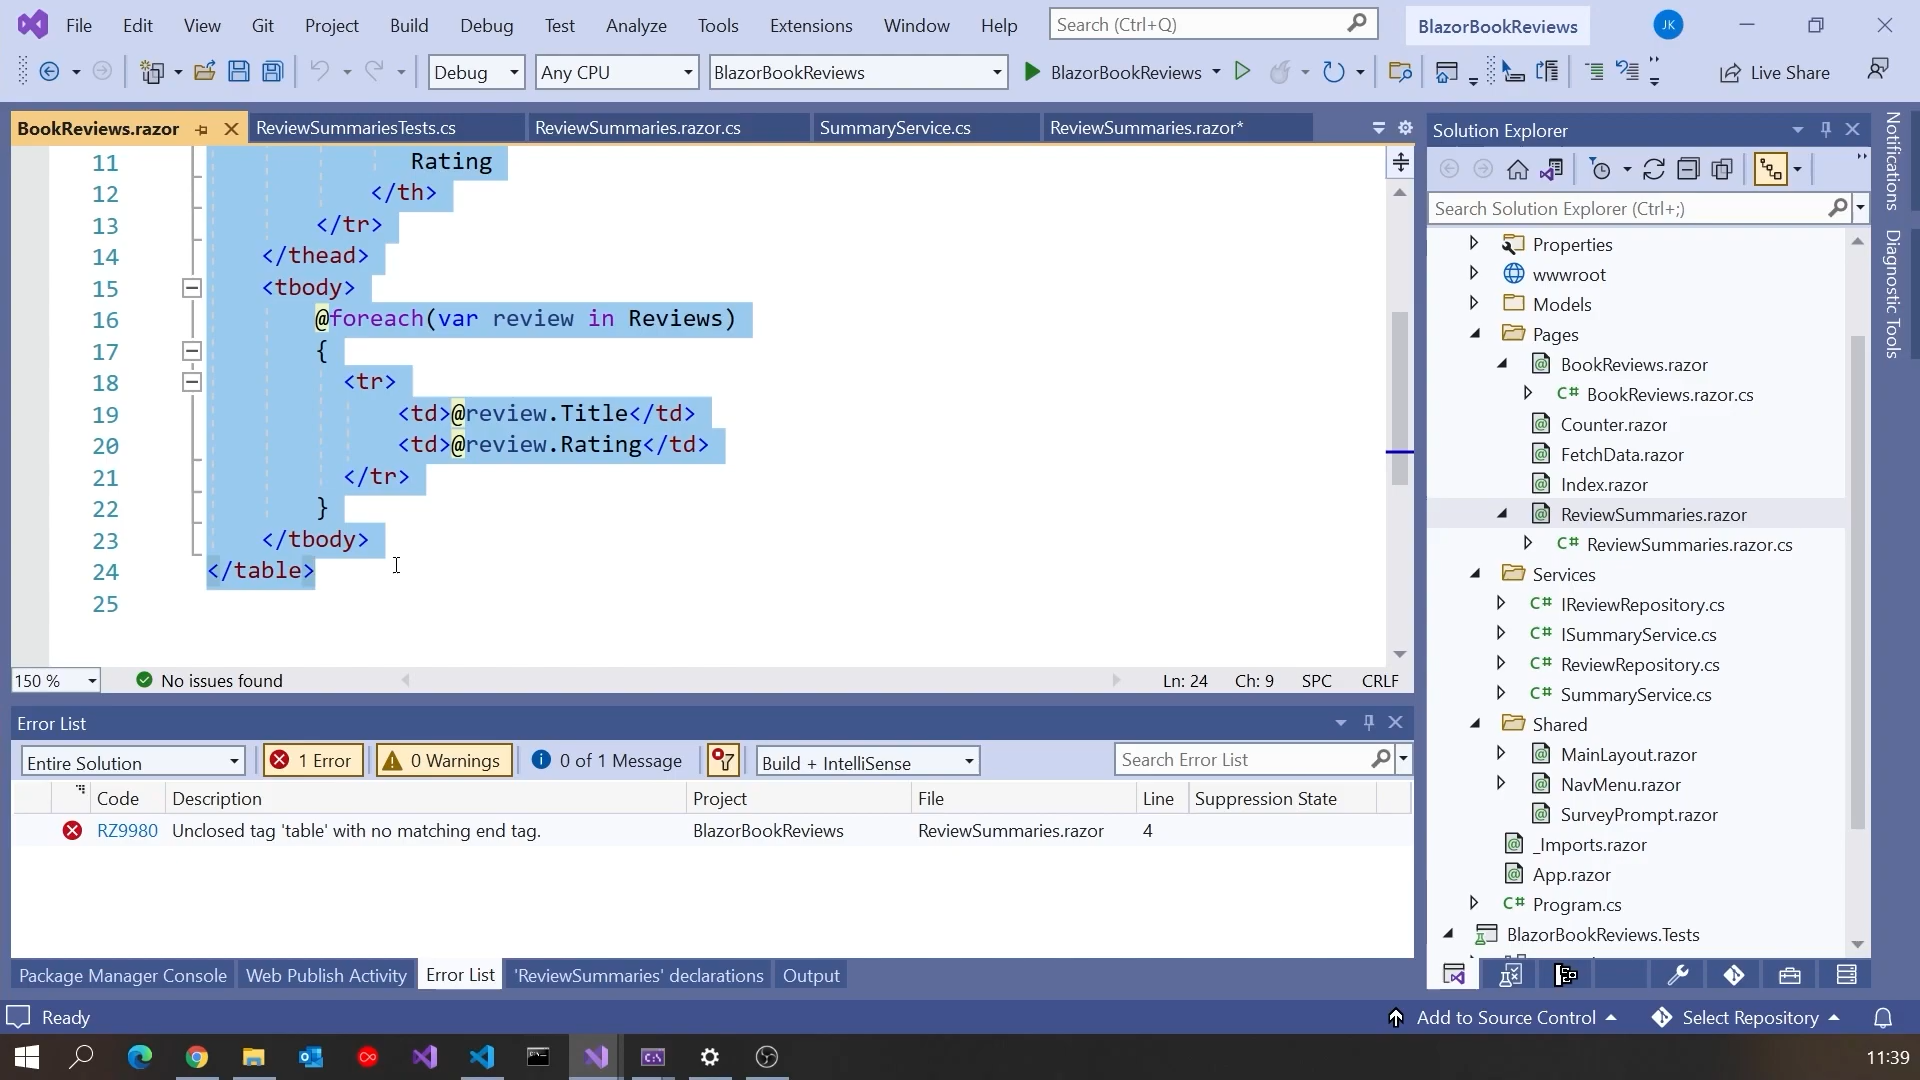 File Edit View Git Project Build Debug Test Analyze Tools Extensions Window Help Search (Ctrl+Q) BlazorBookReviews JK
Debug Any CPU BlazorBookReviews BlazorBookReviews Live Share
BookReviews.razor ReviewSummariesTests.cs ReviewSummaries.razor.cs SummaryService.cs ReviewSummaries.razor*
11 Rating
12 </th>
13 </tr>
14 </thead>
15 <tbody>
16 @foreach(var review in Reviews)
17 {
18 <tr>
19 <td>@review.Title</td>
20 <td>@review.Rating</td>
21 </tr>
22 }
23 </tbody>
24 </table>
25
150 % No issues found Ln: 24 Ch: 9 SPC CRLF
Error List
Entire Solution 1 Error 0 Warnings 0 of 1 Message Build + IntelliSense Search Error List
Code Description Project File Line Suppression State
RZ9980 Unclosed tag 'table' with no matching end tag. BlazorBookReviews ReviewSummaries.razor 4
Package Manager Console Web Publish Activity Error List 'ReviewSummaries' declarations Output
Solution Explorer
Search Solution Explorer (Ctrl+;)
Properties
wwwroot
Models
Pages
BookReviews.razor
C# BookReviews.razor.cs
Counter.razor
FetchData.razor
Index.razor
ReviewSummaries.razor
C# ReviewSummaries.razor.cs
Services
C# IReviewRepository.cs
C# ISummaryService.cs
C# ReviewRepository.cs
C# SummaryService.cs
Shared
MainLayout.razor
NavMenu.razor
SurveyPrompt.razor
_Imports.razor
App.razor
C# Program.cs
BlazorBookReviews.Tests
Notifications
Diagnostic Tools
Ready Add to Source Control Select Repository
11:39